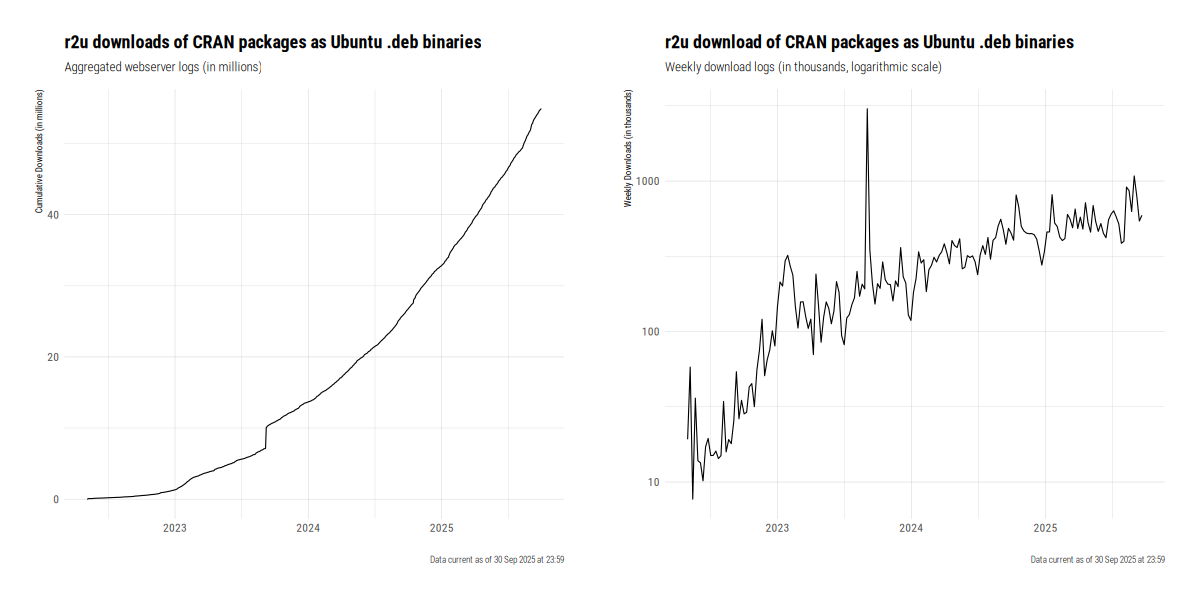 r2u downloads of CRAN packages as Ubuntu .deb binaries
Aggregated webserver logs (in millions)
Cumulative Downloads (in millions)
40
20
0
2023
2024
2025
Data current as of 30 Sep 2025 at 23:59
r2u download of CRAN packages as Ubuntu .deb binaries
Weekly download logs (in thousands, logarithmic scale)
Weekly Downloads (in thousands)
1000
100
10
2023
2024
2025
Data current as of 30 Sep 2025 at 23:59